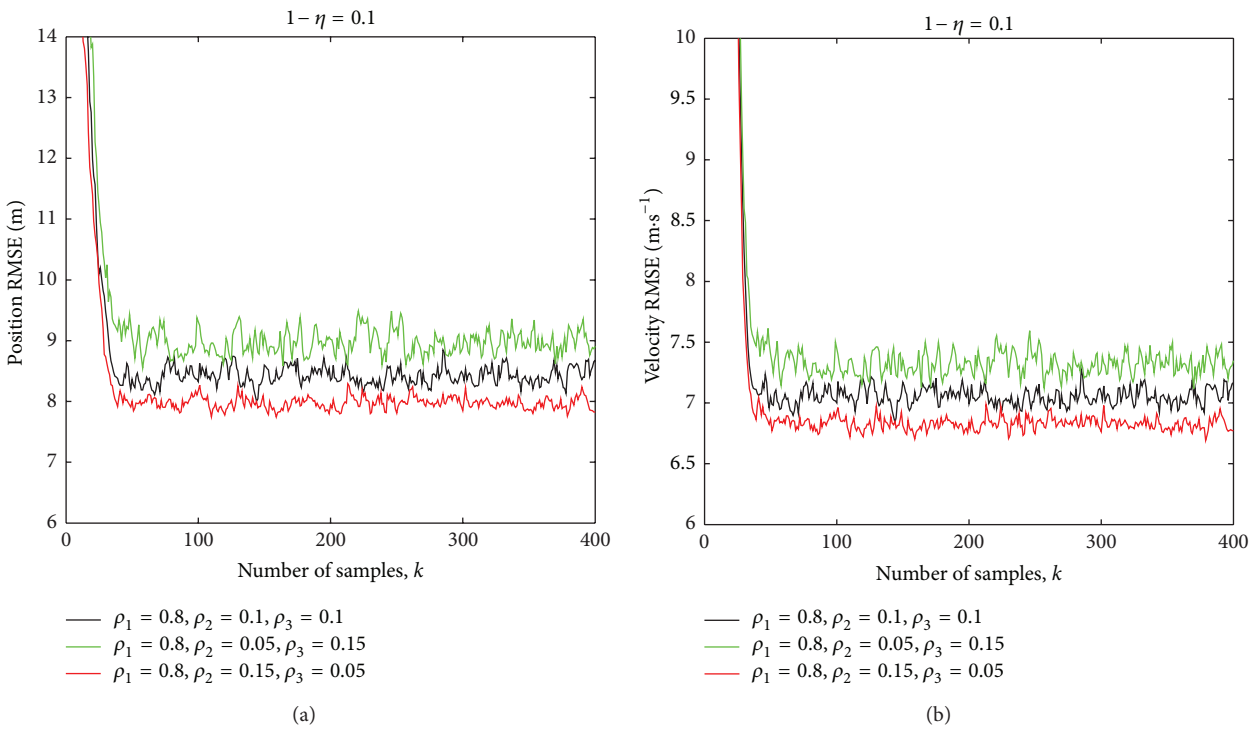 1 − η = 0.1
14
13
12
11
10
9
8
7
6
Position RMSE (m)
0
100
200
300
400
Number of samples, k
ρ₁ = 0.8, ρ₂ = 0.1, ρ₃ = 0.1
ρ₁ = 0.8, ρ₂ = 0.05, ρ₃ = 0.15
ρ₁ = 0.8, ρ₂ = 0.15, ρ₃ = 0.05
(a)
1 − η = 0.1
10
9.5
9
8.5
8
7.5
7
6.5
6
Velocity RMSE (m·s⁻¹)
0
100
200
300
400
Number of samples, k
ρ₁ = 0.8, ρ₂ = 0.1, ρ₃ = 0.1
ρ₁ = 0.8, ρ₂ = 0.05, ρ₃ = 0.15
ρ₁ = 0.8, ρ₂ = 0.15, ρ₃ = 0.05
(b)